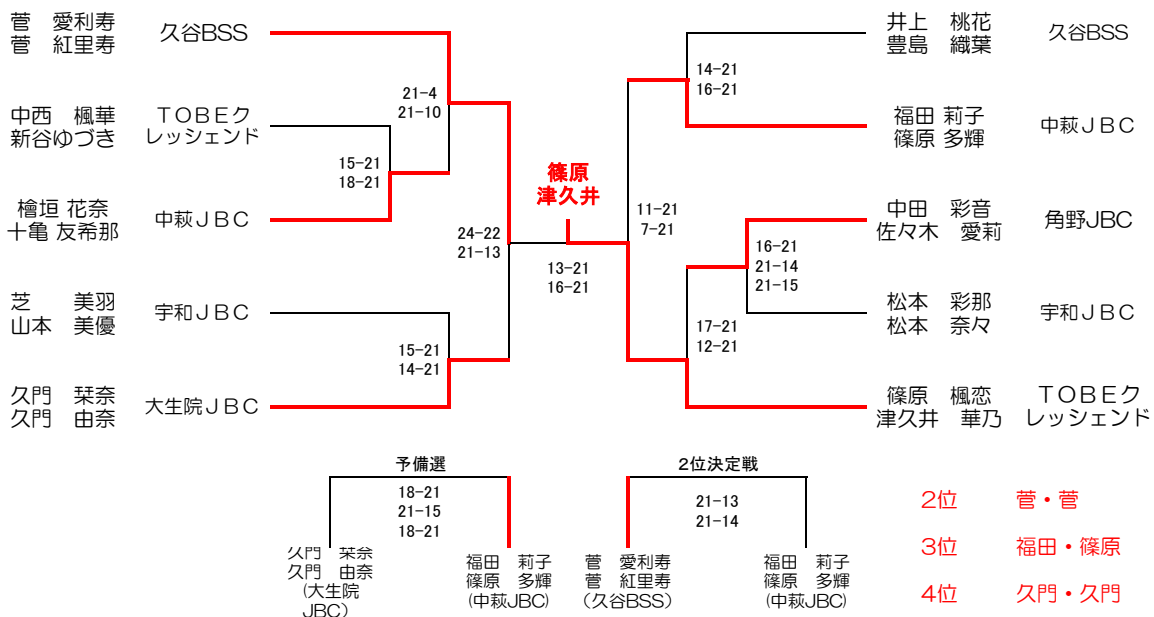 菅　愛利寿
菅　紅里寿
久谷BSS
中西　楓華
新谷ゆづき
ＴＯＢＥク
レッシェンド
檜垣 花奈
十亀 友希那
中萩ＪＢＣ
芝　　美羽
山本　美優
宇和ＪＢＣ
久門　栞奈
久門　由奈
大生院ＪＢＣ
21-4
21-10
15-21
18-21
24-22
21-13
15-21
14-21
篠原
津久井
13-21
16-21
井上　桃花
豊島　織葉
久谷BSS
福田 莉子
篠原 多輝
中萩ＪＢＣ
中田　彩音
佐々木　愛莉
角野JBC
松本　彩那
松本　奈々
宇和ＪＢＣ
篠原　楓恋
津久井　華乃
ＴＯＢＥク
レッシェンド
14-21
16-21
11-21
7-21
16-21
21-14
21-15
17-21
12-21
予備選
18-21
21-15
18-21
久門　栞奈
久門　由奈
(大生院
JBC）
福田　莉子
篠原　多輝
(中萩JBC)
2位決定戦
21-13
21-14
菅　愛利寿
菅　紅里寿
（久谷BSS）
福田　莉子
篠原　多輝
(中萩JBC)
2位　菅・菅
3位　福田・篠原
4位　久門・久門